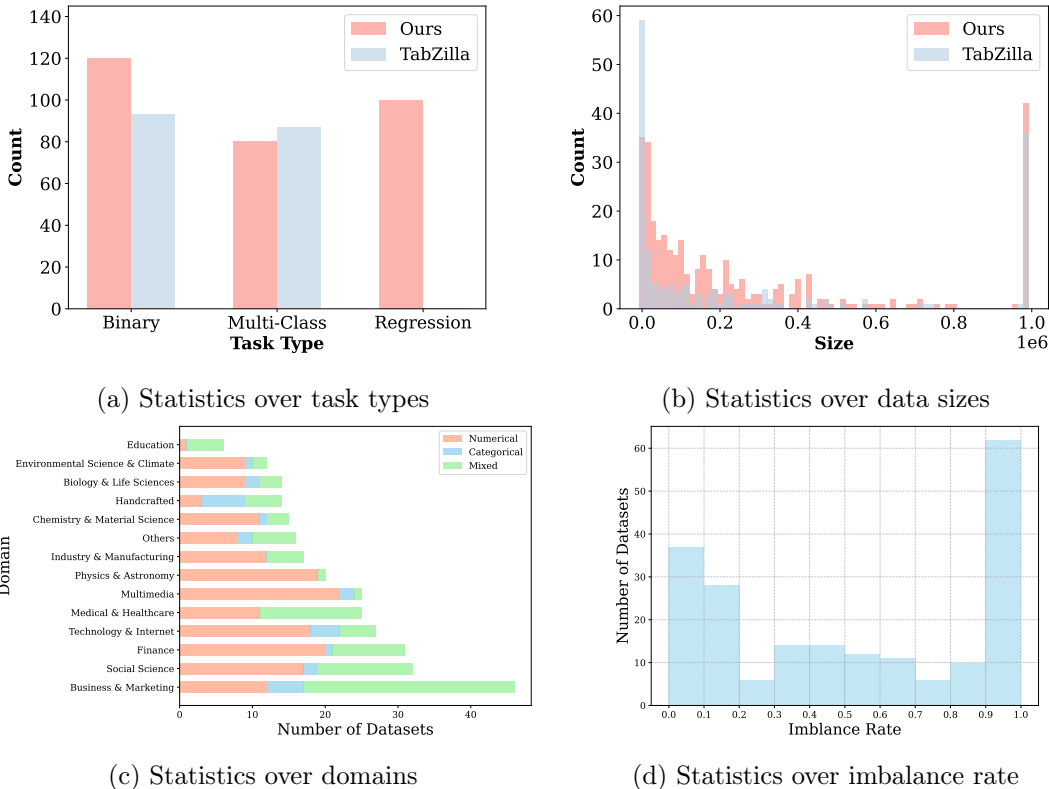 140
120
100
80
60
40
20
0
Count
Ours
TabZilla
Binary
Multi-Class
Regression
Task Type
(a) Statistics over task types
60
50
40
30
20
10
0
Count
Ours
TabZilla
0.0 0.2 0.4 0.6 0.8 1.0
1e6
Size
(b) Statistics over data sizes
Domain
Education
Environmental Science & Climate
Biology & Life Sciences
Handcrafted
Chemistry & Material Science
Others
Industry & Manufacturing
Physics & Astronomy
Multimedia
Medical & Healthcare
Technology & Internet
Finance
Social Science
Business & Marketing
Numerical
Categorical
Mixed
0 10 20 30 40
Number of Datasets
(c) Statistics over domains
60
50
40
30
20
10
0
Number of Datasets
0.0 0.1 0.2 0.3 0.4 0.5 0.6 0.7 0.8 0.9 1.0
Imblance Rate
(d) Statistics over imbalance rate